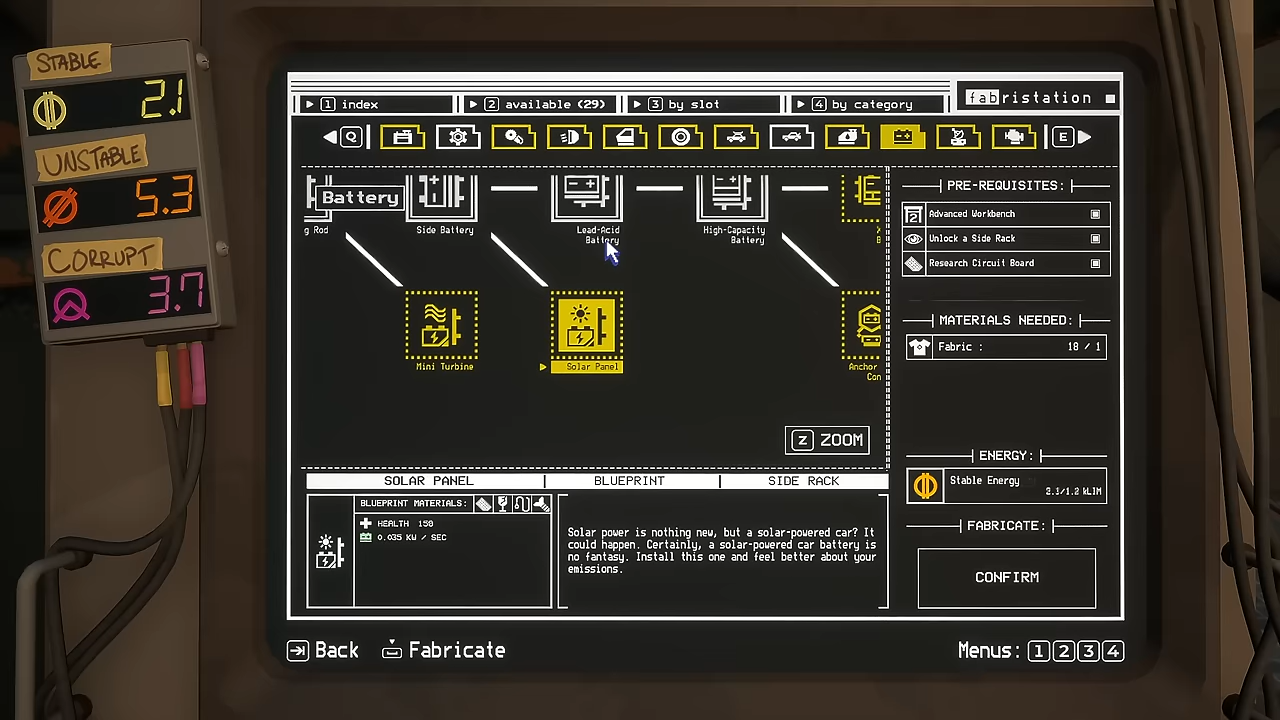 STABLE
2.1
UNSTABLE
5.3
CORRUPT
3.7
1 index
2 available (29)
3 by slot
4 by category
fabristation
Q
E
Battery
g Rod
Side Battery
Lead-Acid
Battery
High-Capacity
Battery
Mini Turbine
Solar Panel
Anchor
Con
Z ZOOM
PRE-REQUISITES:
Advanced Workbench
Unlock a Side Rack
Research Circuit Board
MATERIALS NEEDED:
Fabric : 18 / 1
ENERGY:
Stable Energy
2.1/1.2 kLIM
FABRICATE:
CONFIRM
SOLAR PANEL
BLUEPRINT
SIDE RACK
BLUEPRINT MATERIALS:
HEALTH 150
0.035 KW / SEC
Solar power is nothing new, but a solar-powered car? It
could happen. Certainly, a solar-powered car battery is
no fantasy. Install this one and feel better about your
emissions.
Back
Fabricate
Menus: 1 2 3 4